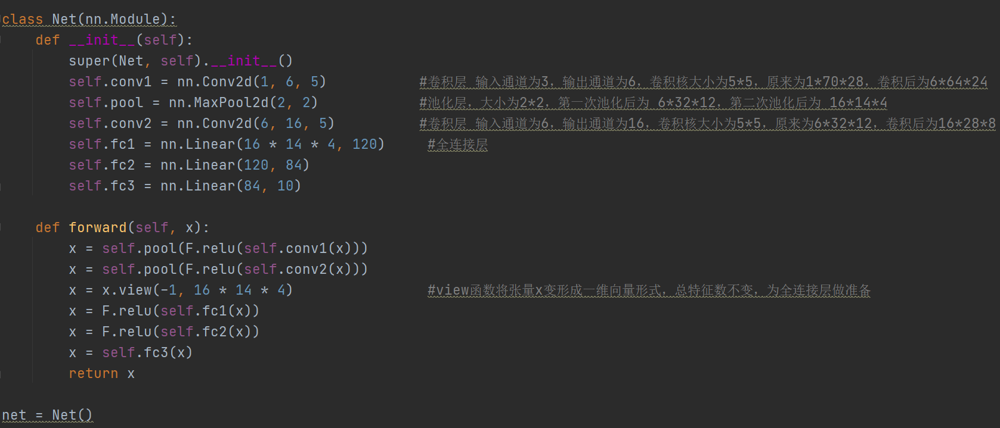 class Net(nn.Module):
    def __init__(self):
        super(Net, self).__init__()
        self.conv1 = nn.Conv2d(1, 6, 5)           #卷积层 输入通道为3，输出通道为6，卷积核大小为5*5，原来为1*70*28，卷积后为6*64*24
        self.pool = nn.MaxPool2d(2, 2)            #池化层，大小为2*2，第一次池化后为 6*32*12，第二次池化后为 16*14*4
        self.conv2 = nn.Conv2d(6, 16, 5)          #卷积层 输入通道为6，输出通道为16，卷积核大小为5*5，原来为6*32*12，卷积后为16*28*8
        self.fc1 = nn.Linear(16 * 14 * 4, 120)     #全连接层
        self.fc2 = nn.Linear(120, 84)
        self.fc3 = nn.Linear(84, 10)
    def forward(self, x):
        x = self.pool(F.relu(self.conv1(x)))
        x = self.pool(F.relu(self.conv2(x)))
        x = x.view(-1, 16 * 14 * 4)                #view函数将张量x变形成一维向量形式，总特征数不变，为全连接层做准备
        x = F.relu(self.fc1(x))
        x = F.relu(self.fc2(x))
        x = self.fc3(x)
        return x
net = Net()